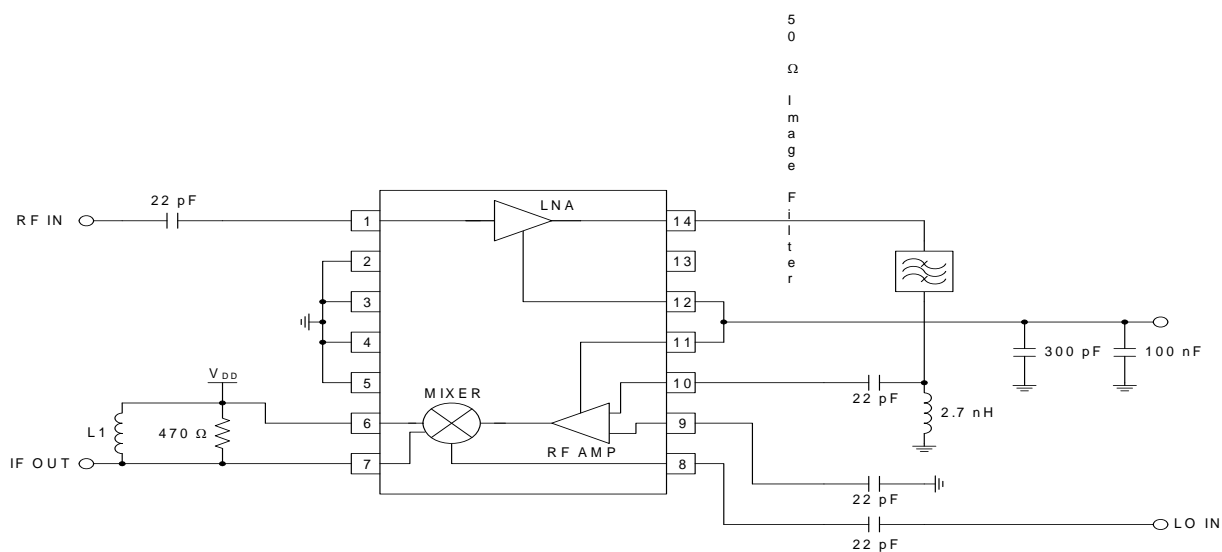 50 Ω Image Filter
22 pF
LNA
RF IN
1
14
2
13
3
12
4
11
300 pF
100 nF
VDD
5
10
22 pF
MIXER
2.7 nH
L1
470 Ω
6
9
RF AMP
IF OUT
7
8
22 pF
LO IN
22 pF